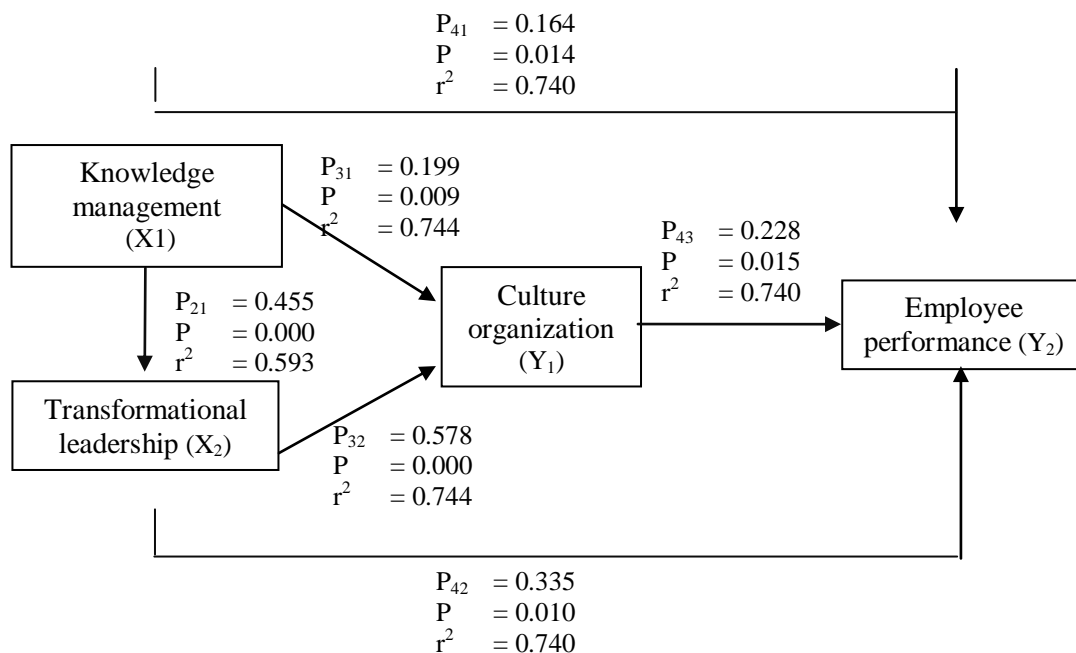 P₄₁ = 0.164
P = 0.014
r² = 0.740
Knowledge
management
(X1)
P₃₁ = 0.199
P = 0.009
r² = 0.744
P₄₃ = 0.228
P = 0.015
r² = 0.740
P₂₁ = 0.455
P = 0.000
r² = 0.593
Culture
organization
(Y₁)
Employee
performance (Y₂)
Transformational
leadership (X₂)
P₃₂ = 0.578
P = 0.000
r² = 0.744
P₄₂ = 0.335
P = 0.010
r² = 0.740